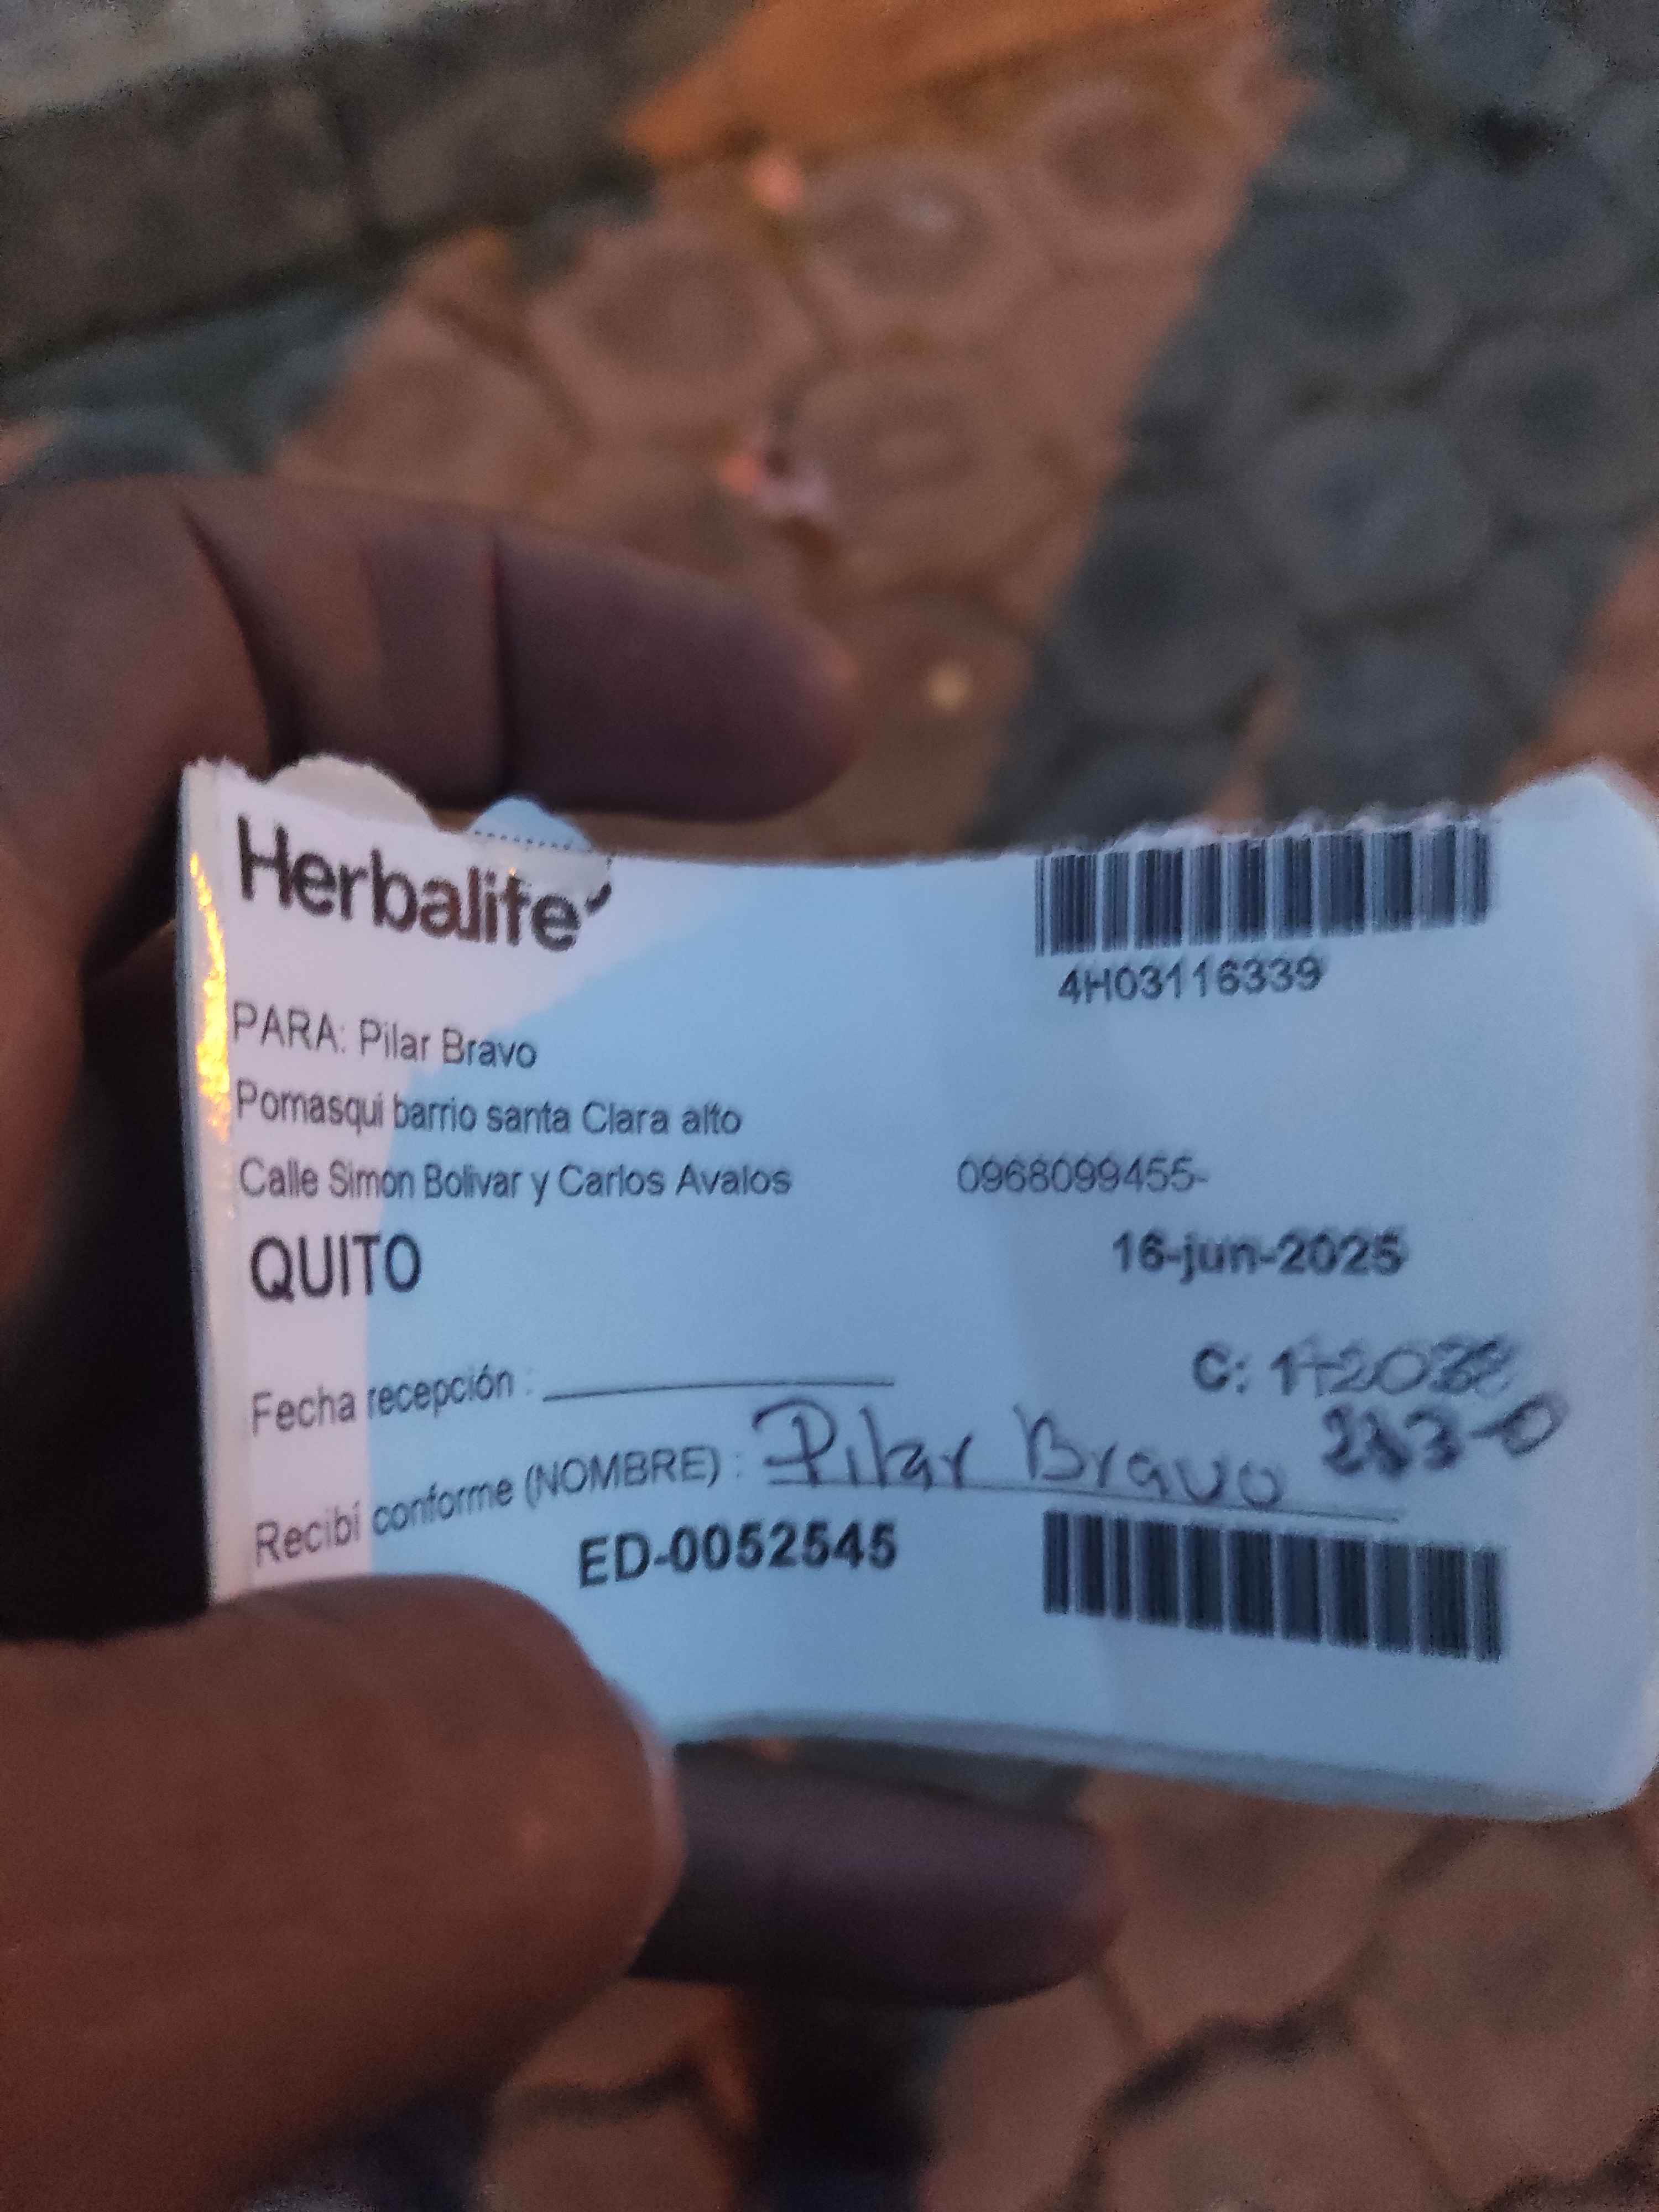 Herbalife
4H03116339
PARA: Pilar Bravo
Pomasqui barrio santa Clara alto
Calle Simon Bolivar y Carlos Avalos 0968099455-
QUITO
16-jun-2025
Fecha recepción : C:
Recibí conforme (NOMBRE) : Pilar Bravo
ED-0052545